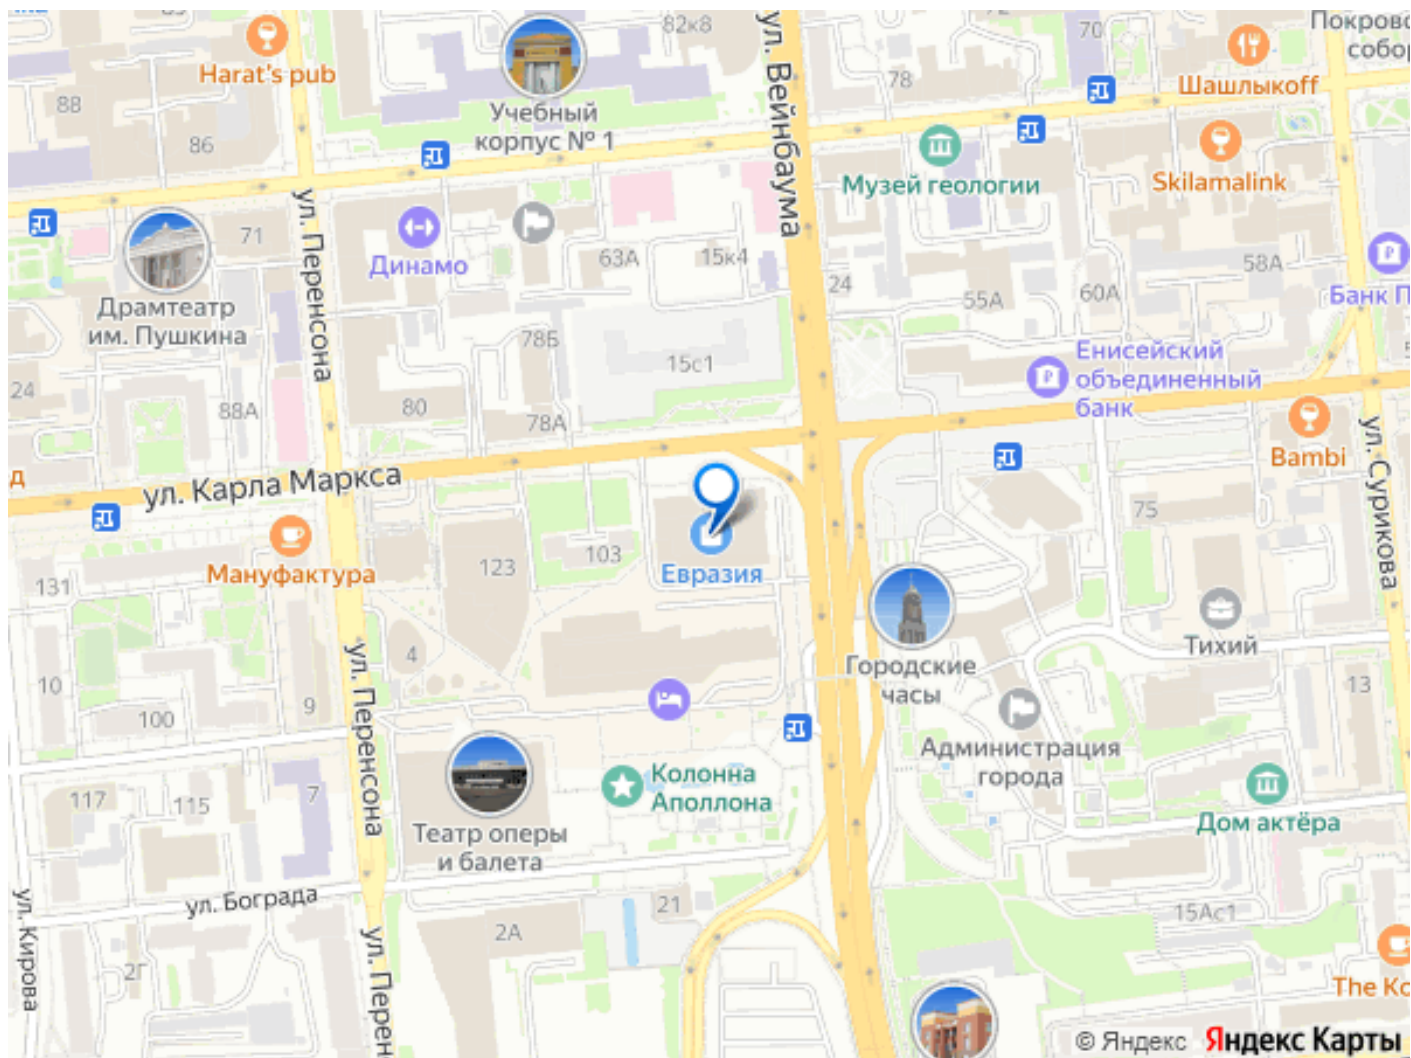 82к8
ул. Вейнбаума
70
Покровс
собор
Harat's pub
Шашлыкоff
78
88
Учебный
корпус № 1
86
Музей геологии
Skilamalink
ул. Перенсона
71
Динамо
63А
15к4
24
58А
55А
60А
Банк П
Драмтеатр
им. Пушкина
78Б
15с1
Енисейский
объединенный
банк
24
88А
80
78А
Bambi
ул. Сурикова
д
ул. Карла Маркса
75
Мануфактура
123
103
Евразия
131
Тихий
4
Городские
часы
10
9
100
13
ул. Перенсона
Администрация
города
Колонна
Аполлона
117
115
7
Дом актёра
Театр оперы
и балета
ул. Бограда
21
15Ас1
ул. Кирова
2А
ул. Перен
2Г
The Ko
© Яндекс Яндекс Карты